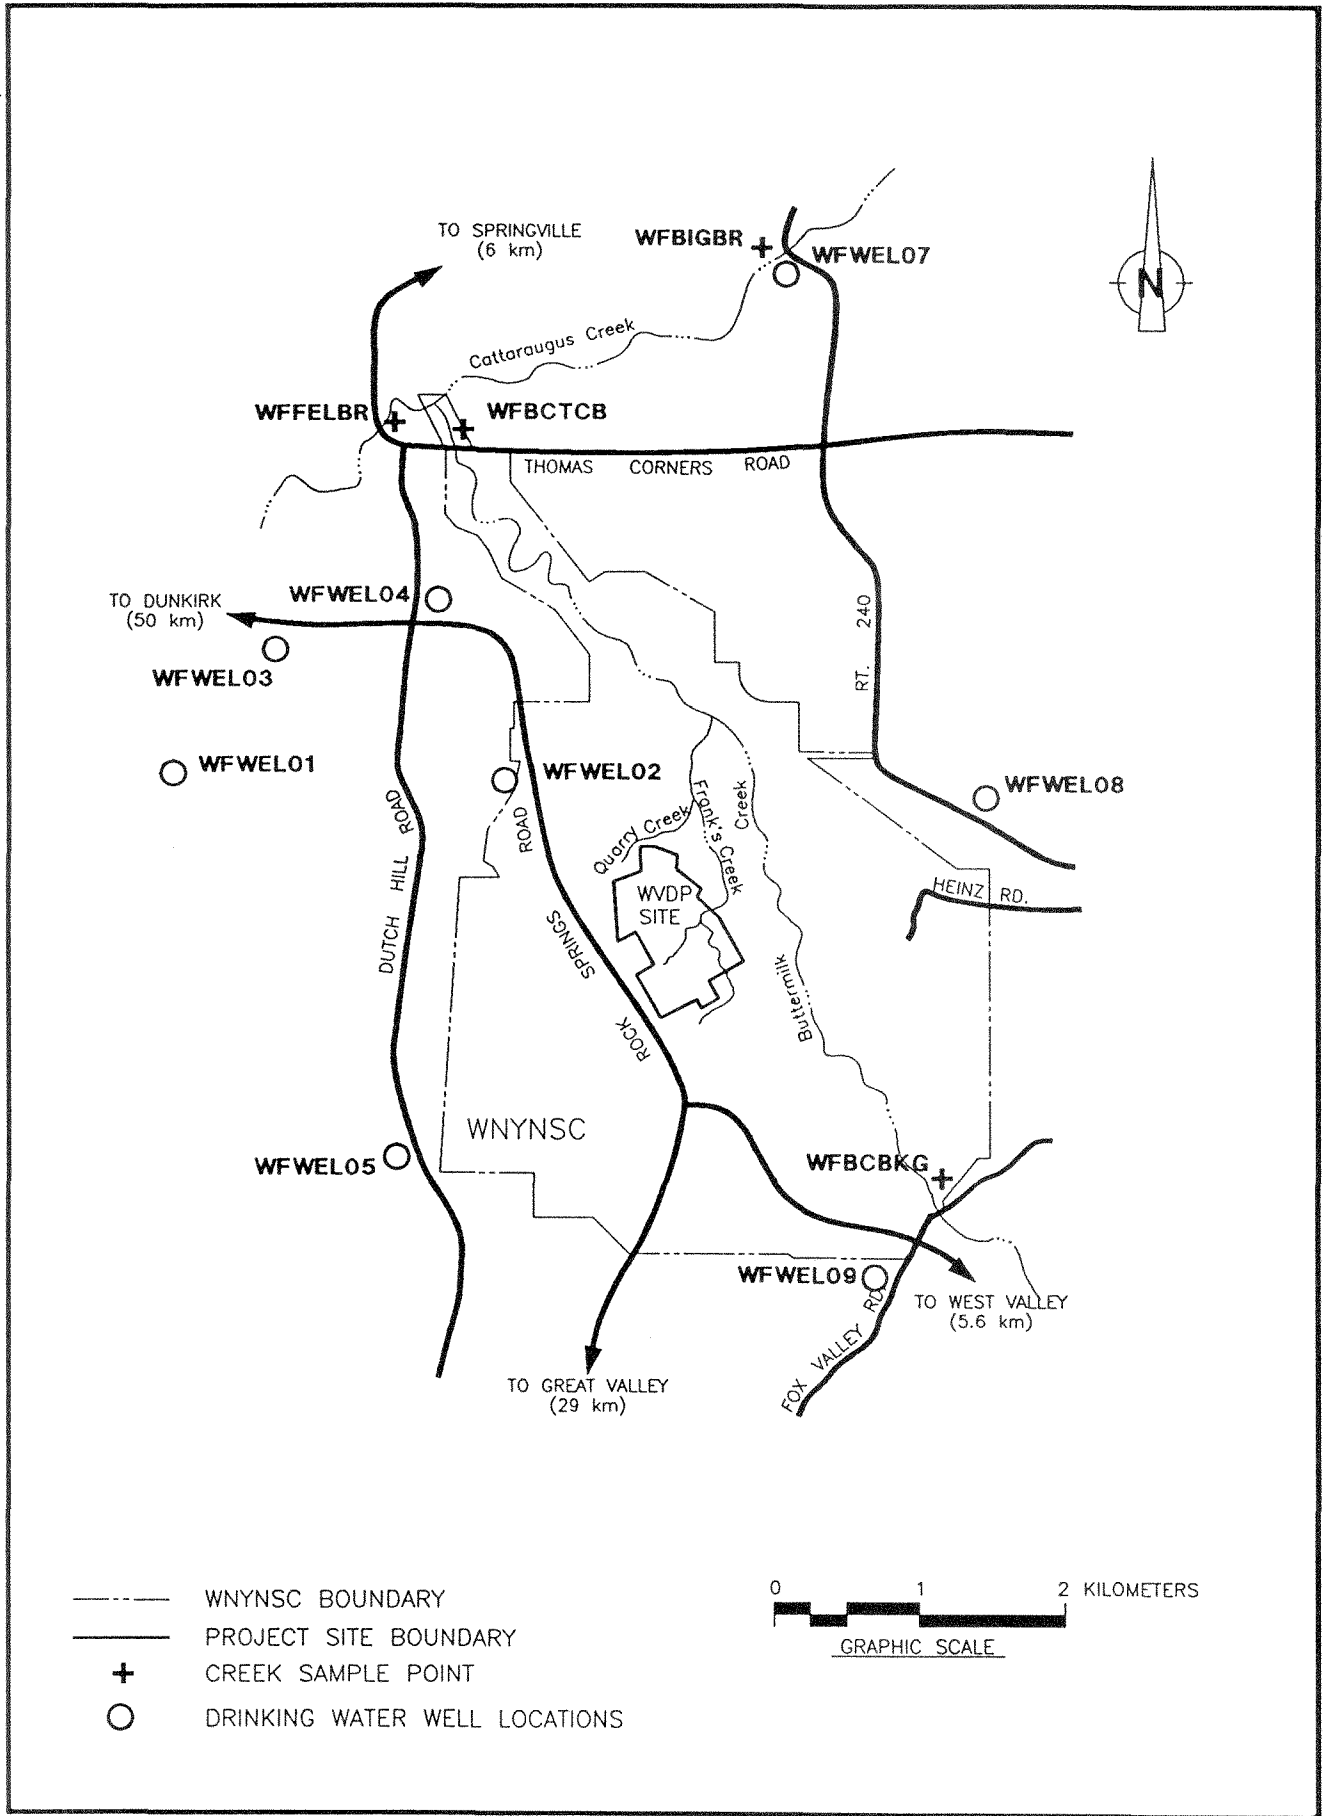 TO SPRINGVILLE
(6 km)
WFBIGBR
WFWEL07
N
Cattaraugus Creek
WFFELBR
WFBCTCB
THOMAS CORNERS ROAD
WFWEL04
TO DUNKIRK
(50 km)
RT. 240
WFWEL03
WFWEL01
WFWEL02
WFWEL08
DUTCH HILL ROAD
ROCK SPRINGS ROAD
Quarry Creek
Frank's Creek
Buttermilk Creek
WVDP
SITE
HEINZ RD.
WNYNSC
WFWEL05
WFBCBKG
WFWEL09
TO WEST VALLEY
(5.6 km)
FOX VALLEY RD.
TO GREAT VALLEY
(29 km)
WNYNSC BOUNDARY
PROJECT SITE BOUNDARY
CREEK SAMPLE POINT
DRINKING WATER WELL LOCATIONS
0 1 2 KILOMETERS
GRAPHIC SCALE